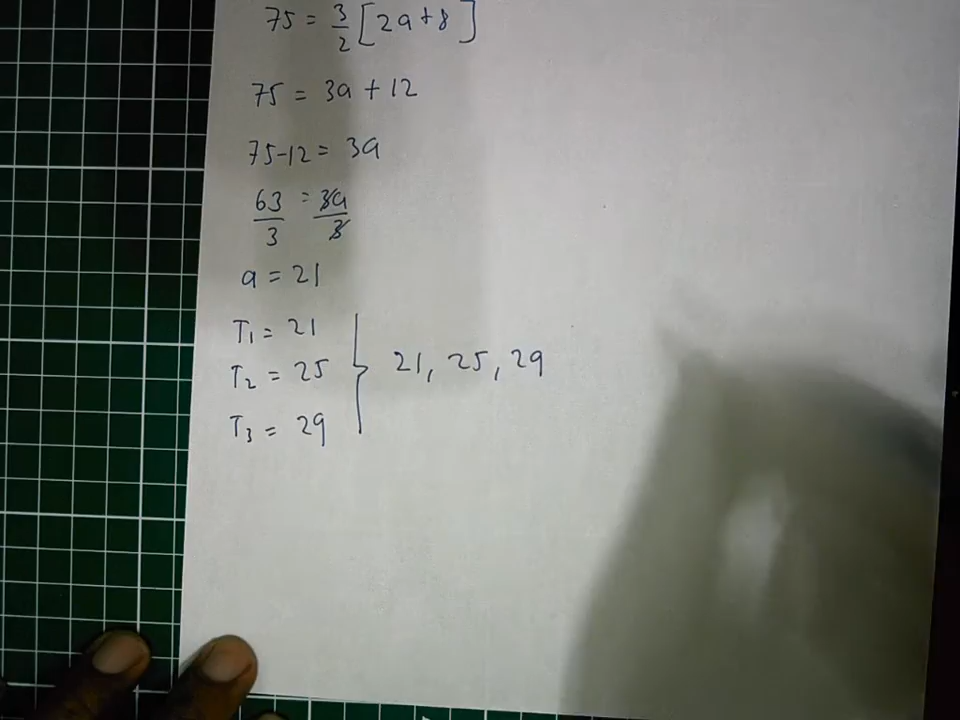 75 = 3/2 [2a+8]
75 = 3a + 12
75-12 = 3a
63/3 = 3a/3
a = 21
T1 = 21
T2 = 25 } 21, 25, 29
T3 = 29